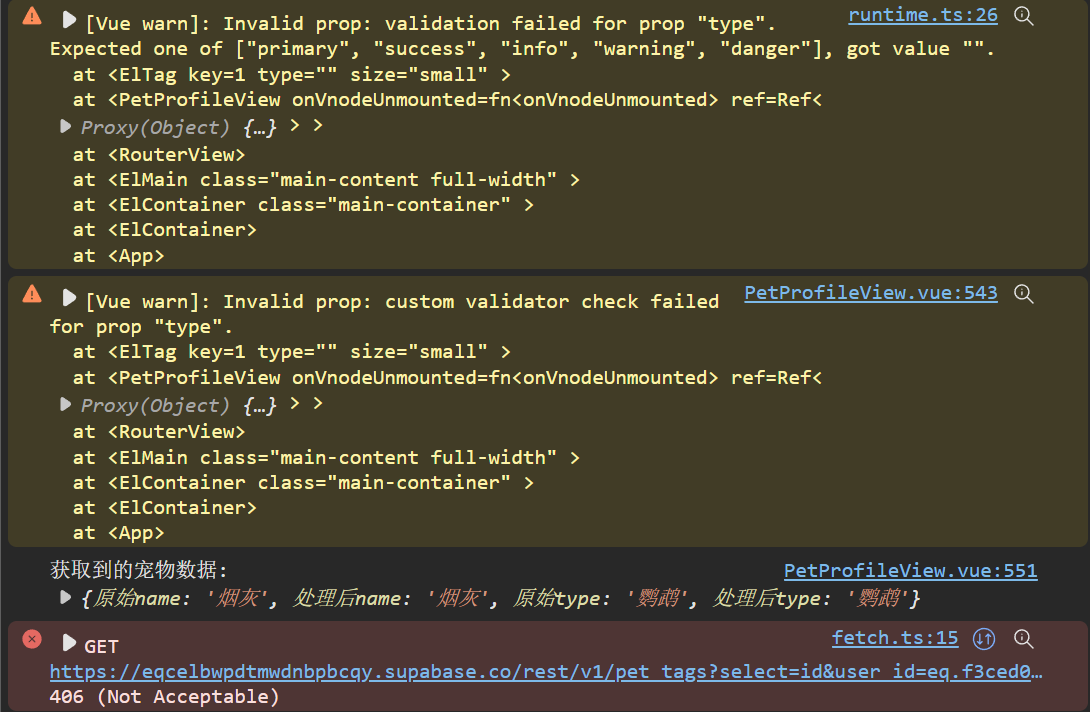 [Vue warn]: Invalid prop: validation failed for prop "type". runtime.ts:26
Expected one of ["primary", "success", "info", "warning", "danger"], got value "".
at <ElTag key=1 type="" size="small" >
at <PetProfileView onVnodeUnmounted=fn<onVnodeUnmounted> ref=Ref<
Proxy(Object) {…} > >
at <RouterView>
at <ElMain class="main-content full-width" >
at <ElContainer class="main-container" >
at <ElContainer>
at <App>
[Vue warn]: Invalid prop: custom validator check failed PetProfileView.vue:543
for prop "type".
at <ElTag key=1 type="" size="small" >
at <PetProfileView onVnodeUnmounted=fn<onVnodeUnmounted> ref=Ref<
Proxy(Object) {…} > >
at <RouterView>
at <ElMain class="main-content full-width" >
at <ElContainer class="main-container" >
at <ElContainer>
at <App>
获取到的宠物数据: PetProfileView.vue:551
{原始name: '烟灰', 处理后name: '烟灰', 原始type: '鹦鹉', 处理后type: '鹦鹉'}
GET fetch.ts:15
https://eqcelbwpdtmwdnbpbcqy.supabase.co/rest/v1/pet_tags?select=id&user_id=eq.f3ced0…
406 (Not Acceptable)